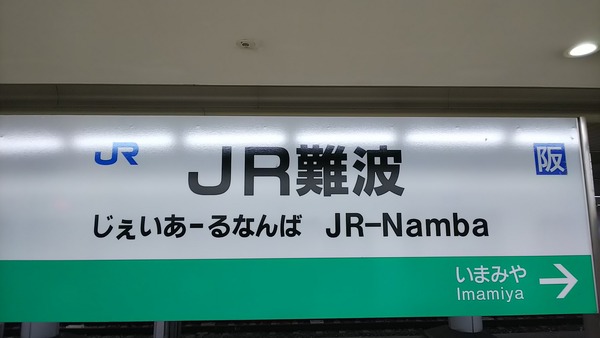 JR
JR難波
阪
じぇいあーるなんば JR-Namba
いまみや
Imamiya
→